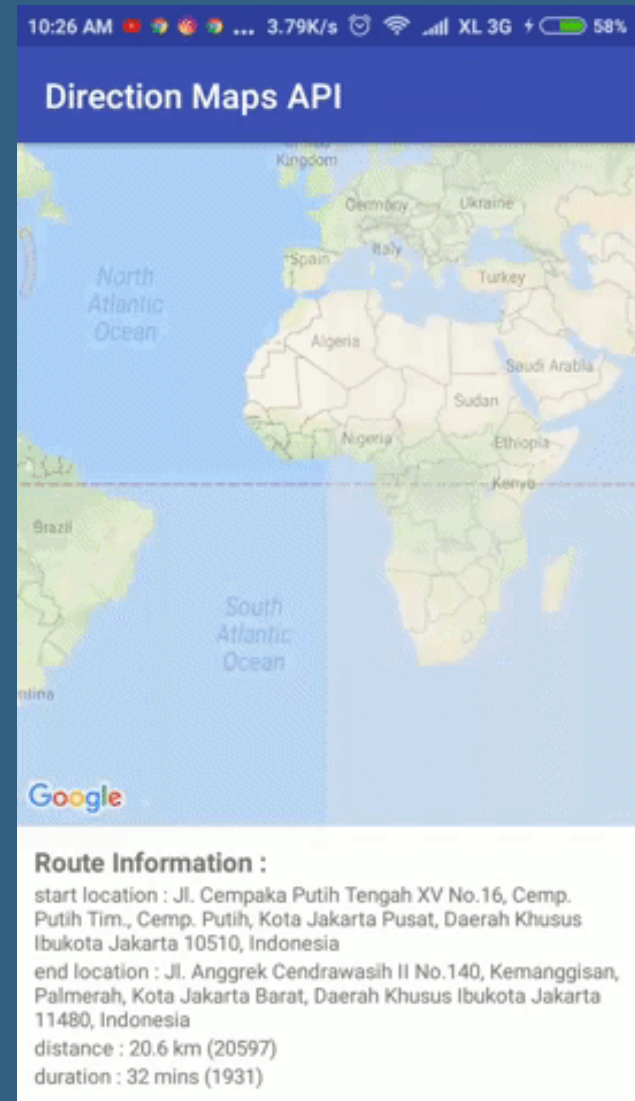 10:26 AM ... 3.79K/s XL 3G 58%
Direction Maps API
Kingdom
Germany
Ukraine
Italy
Spain
Turkey
North
Atlantic
Ocean
Algeria
Saudi Arabia
Sudan
Nigeria
Ethiopia
Kenya
Brazil
South
Atlantic
Ocean
ntina
Google
Route Information :
start location : Jl. Cempaka Putih Tengah XV No.16, Cemp.
Putih Tim., Cemp. Putih, Kota Jakarta Pusat, Daerah Khusus
Ibukota Jakarta 10510, Indonesia
end location : Jl. Anggrek Cendrawasih II No.140, Kemanggisan,
Palmerah, Kota Jakarta Barat, Daerah Khusus Ibukota Jakarta
11480, Indonesia
distance : 20.6 km (20597)
duration : 32 mins (1931)